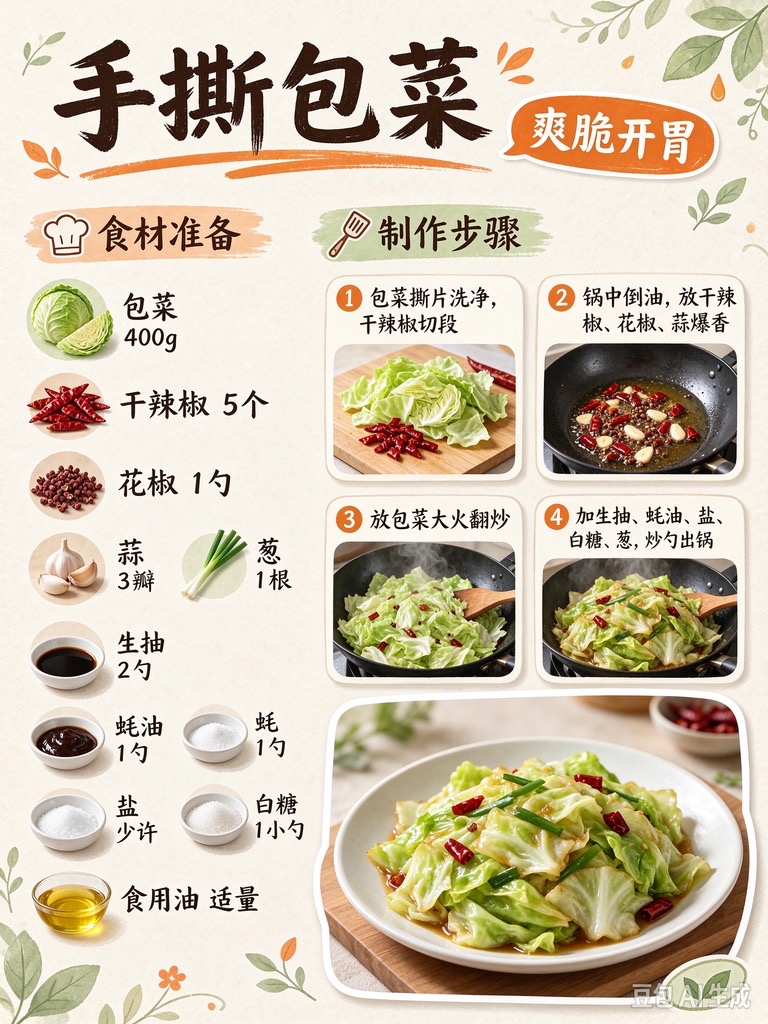 手撕包菜
爽脆开胃
食材准备
包菜
400g
干辣椒 5个
花椒 1勺
蒜
3瓣
葱
1根
生抽
2勺
蚝油
1勺
蚝
1勺
盐
少许
白糖
1小勺
食用油 适量
制作步骤
1 包菜撕片洗净，
干辣椒切段
2 锅中倒油，放干辣
椒、花椒、蒜爆香
3 放包菜大火翻炒
4 加生抽、蚝油、盐、
白糖、葱，炒匀出锅
豆包AI生成